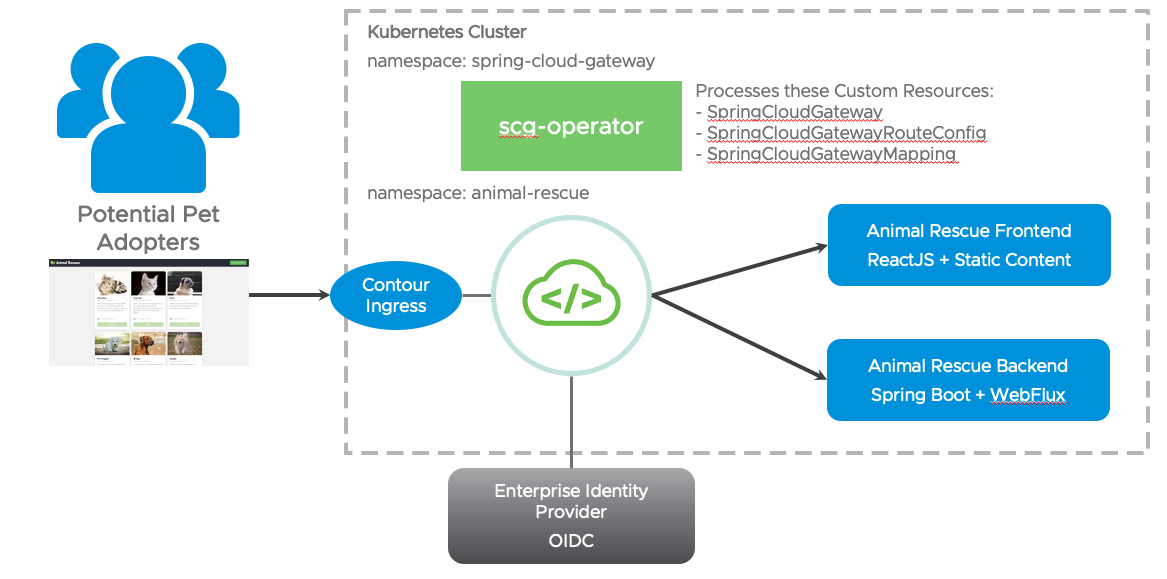 Kubernetes Cluster
namespace: spring-cloud-gateway
scg-operator
Processes these Custom Resources:
- SpringCloudGateway
- SpringCloudGatewayRouteConfig
- SpringCloudGatewayMapping
namespace: animal-rescue
Potential Pet
Adopters
Animal Rescue
Contour
Ingress
</>
Animal Rescue Frontend
ReactJS + Static Content
Animal Rescue Backend
Spring Boot + WebFlux
Enterprise Identity
Provider
OIDC